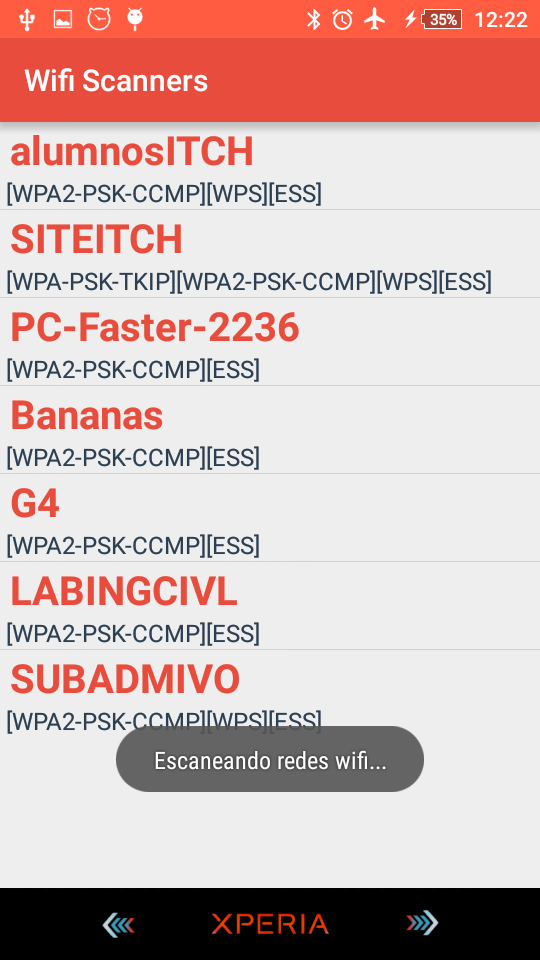 35% 12:22
Wifi Scanners
alumnosITCH
[WPA2-PSK-CCMP][WPS][ESS]
SITEITCH
[WPA-PSK-TKIP][WPA2-PSK-CCMP][WPS][ESS]
PC-Faster-2236
[WPA2-PSK-CCMP][ESS]
Bananas
[WPA2-PSK-CCMP][ESS]
G4
[WPA2-PSK-CCMP][ESS]
LABINGCIVL
[WPA2-PSK-CCMP][ESS]
SUBADMIVO
[WPA2-PSK-CCMP][WPS][ESS]
Escaneando redes wifi...
XPERIA